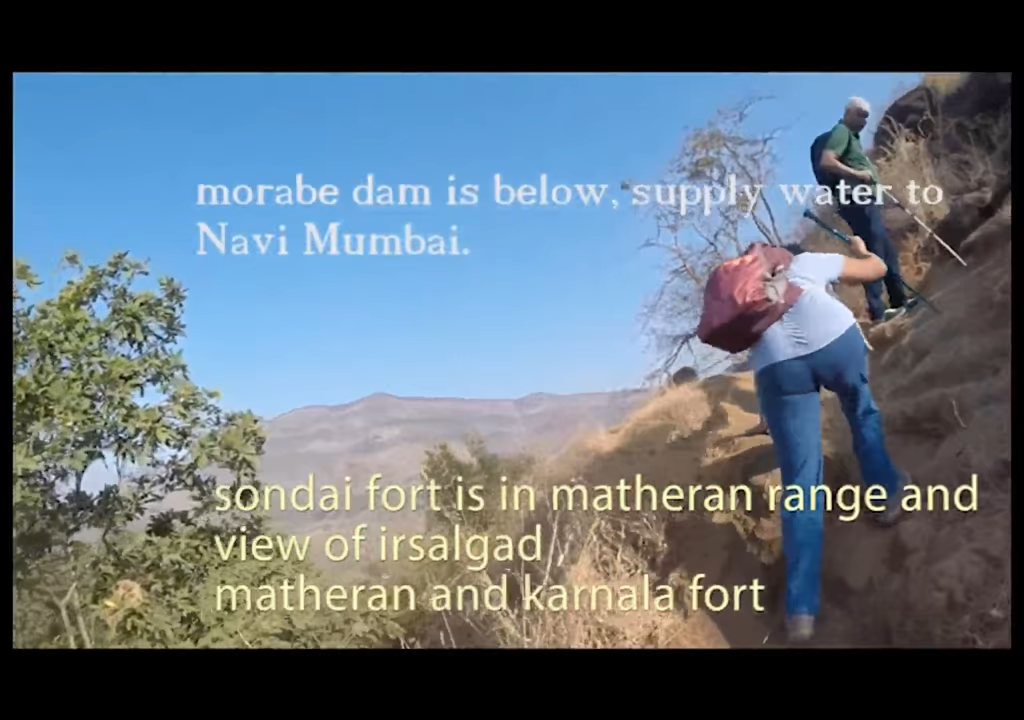 morabe dam is below, supply water to
Navi Mumbai.
sondai fort is in matheran range and
view of irsalgad
matheran and karnala fort